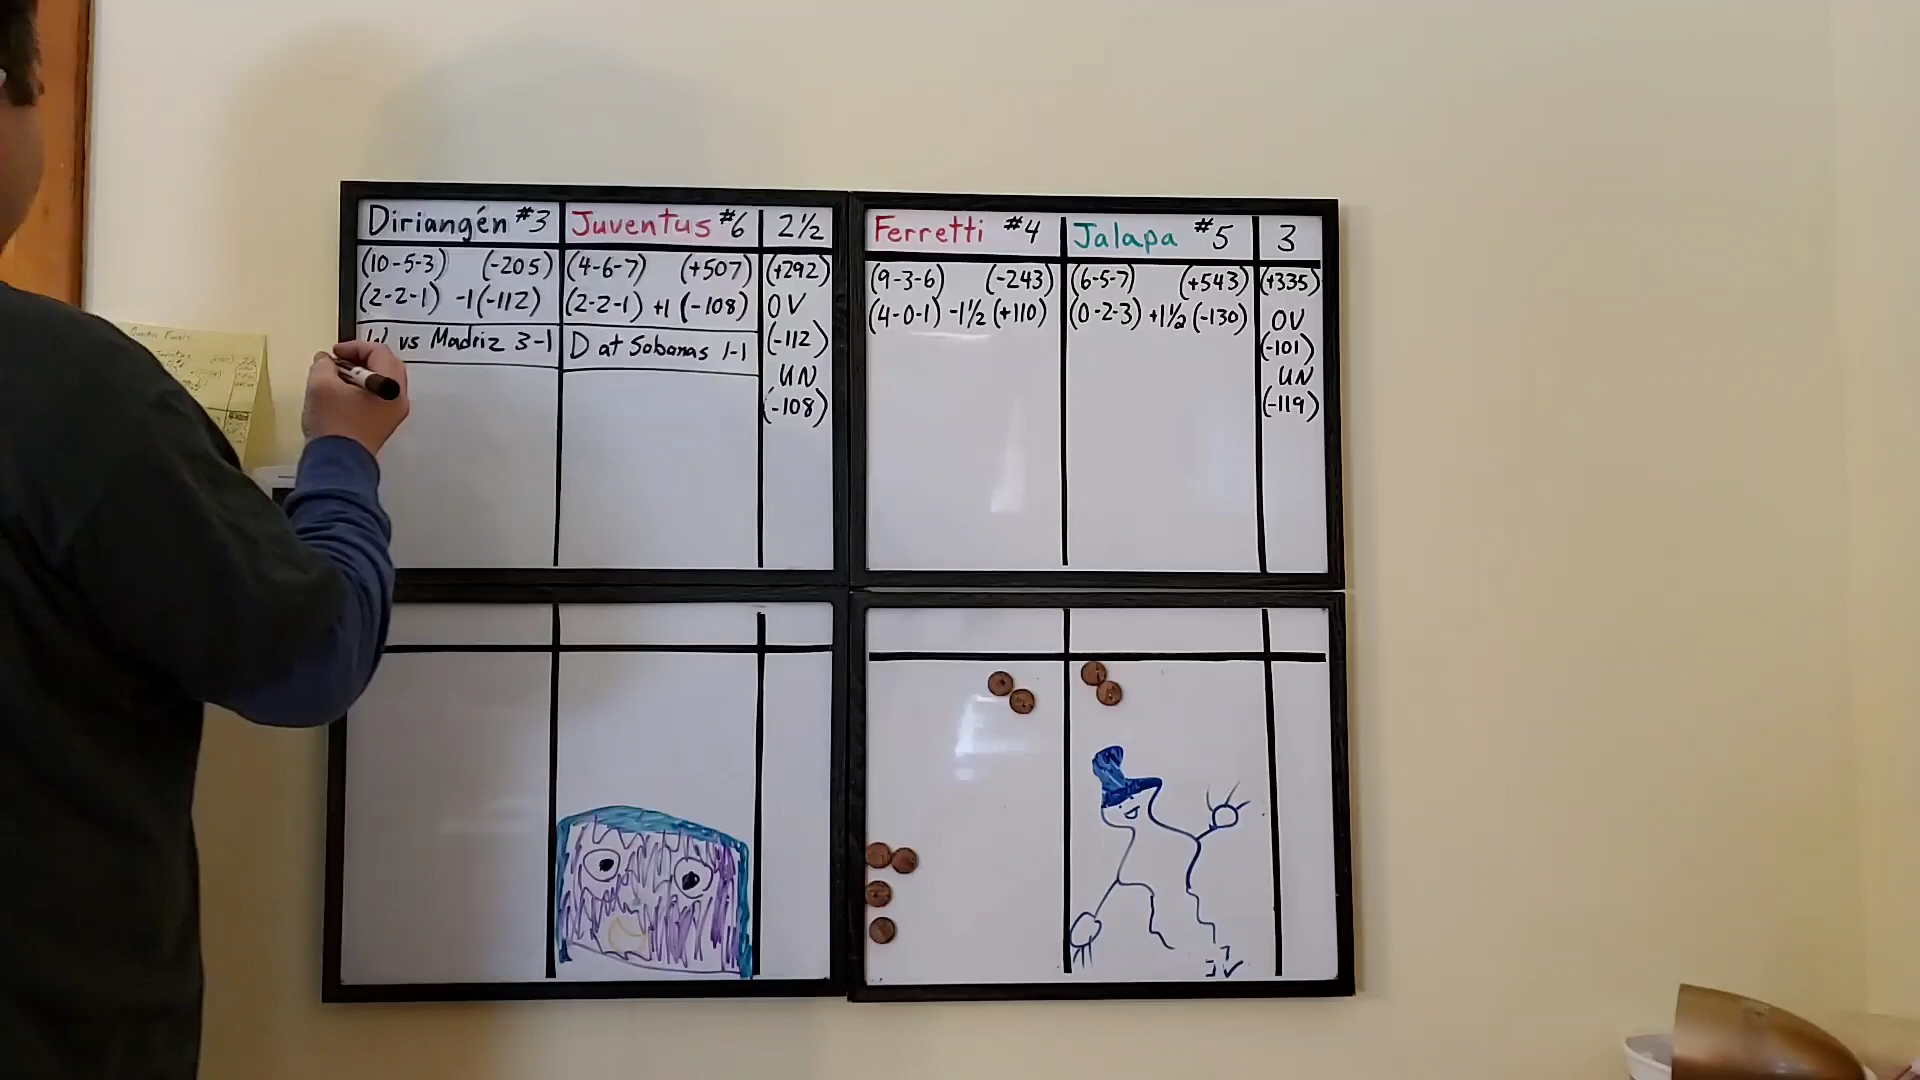 Diriangén #3 Juventus #6 2½
(10-5-3) (-205) (4-6-7) (+507) (+292)
(2-2-1) -1 (-112) (2-2-1) +1 (-108) OV
W vs Madriz 3-1 D at Sabanas 1-1 (-112)
UN
(-108)
Ferretti #4 Jalapa #5 3
(9-3-6) (-243) (6-5-7) (+543) (+335)
(4-0-1) -1½ (+110) (0-2-3) +1½ (-130) OV
(-101)
UN
(-119)